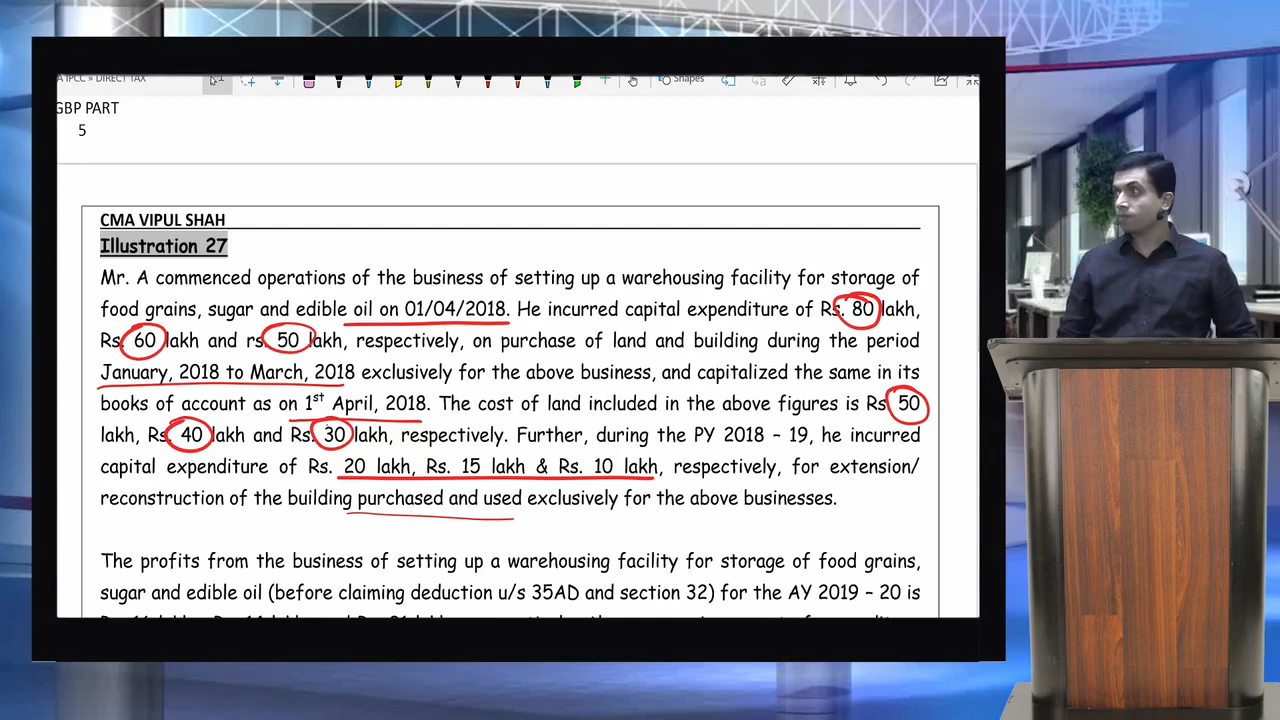 A IPCC » DIRECT TAX
Shapes
GBP PART
5
CMA VIPUL SHAH
Illustration 27
Mr. A commenced operations of the business of setting up a warehousing facility for storage of
food grains, sugar and edible oil on 01/04/2018. He incurred capital expenditure of Rs. 80 lakh,
Rs. 60 lakh and rs. 50 lakh, respectively, on purchase of land and building during the period
January, 2018 to March, 2018 exclusively for the above business, and capitalized the same in its
books of account as on 1st April, 2018. The cost of land included in the above figures is Rs. 50
lakh, Rs. 40 lakh and Rs. 30 lakh, respectively. Further, during the PY 2018 – 19, he incurred
capital expenditure of Rs. 20 lakh, Rs. 15 lakh & Rs. 10 lakh, respectively, for extension/
reconstruction of the building purchased and used exclusively for the above businesses.
The profits from the business of setting up a warehousing facility for storage of food grains,
sugar and edible oil (before claiming deduction u/s 35AD and section 32) for the AY 2019 – 20 is